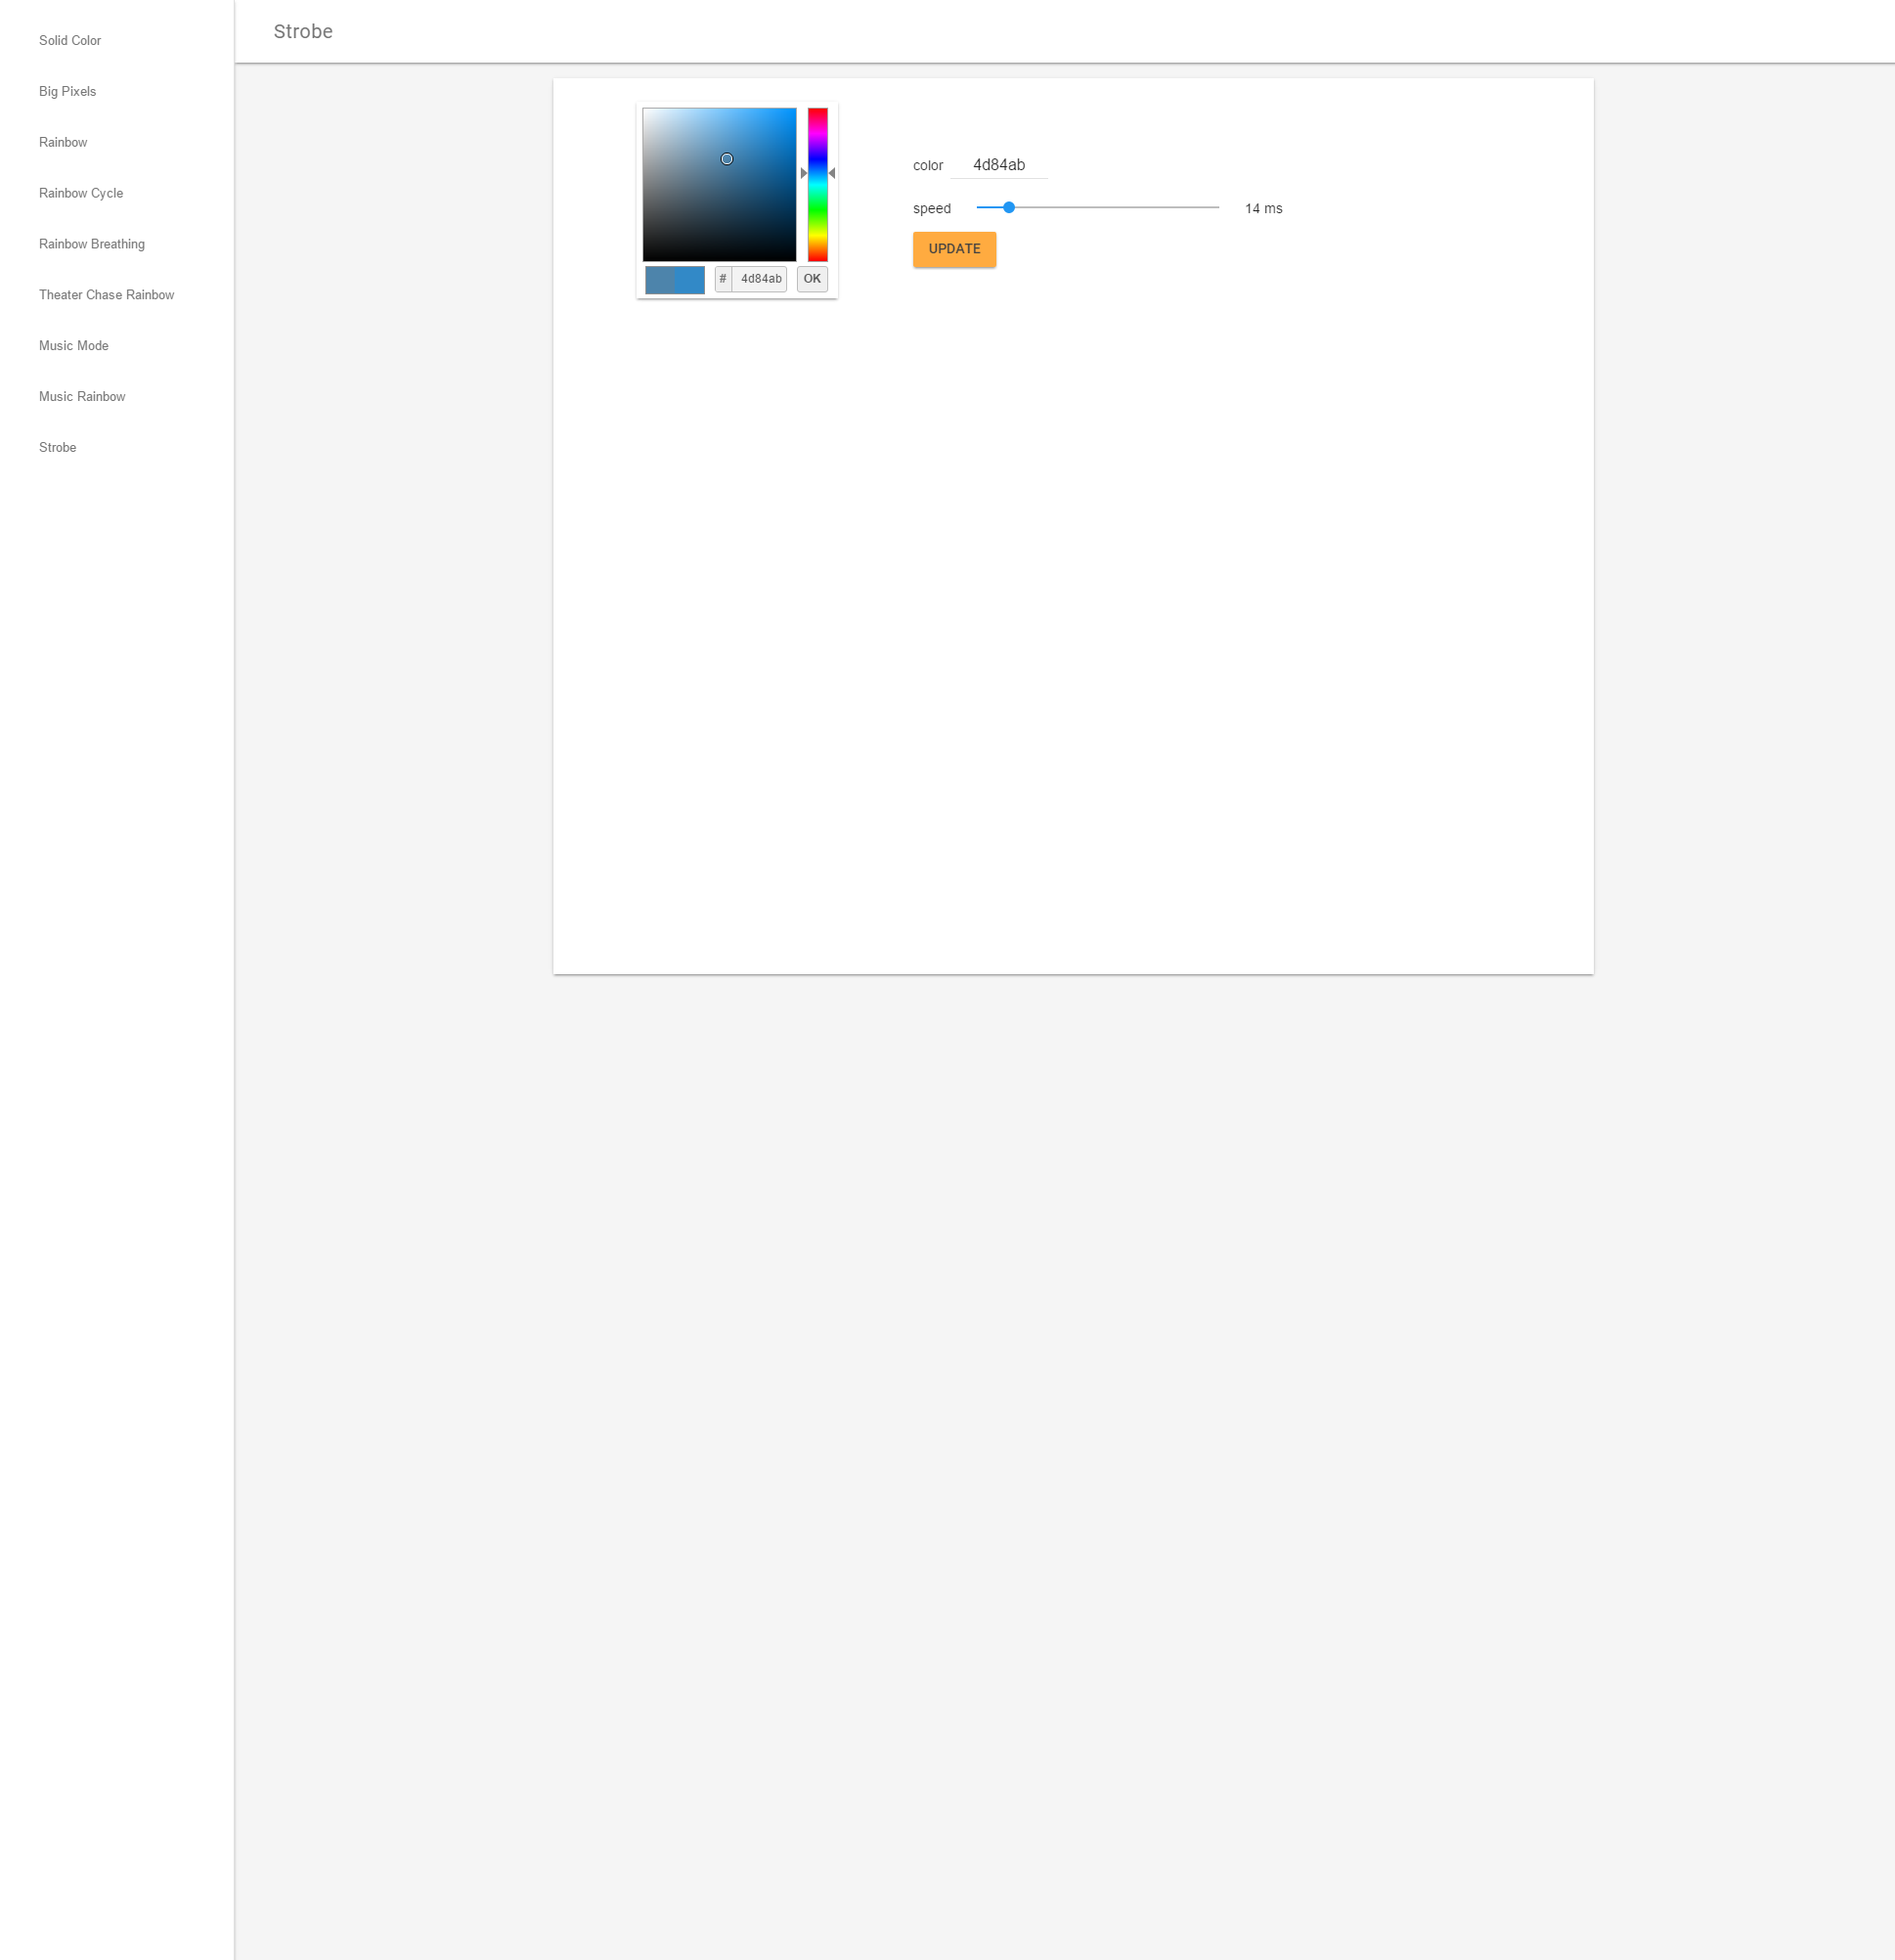 Solid Color
Big Pixels
Rainbow
Rainbow Cycle
Rainbow Breathing
Theater Chase Rainbow
Music Mode
Music Rainbow
Strobe
Strobe
# 4d84ab OK
color 4d84ab
speed 14 ms
UPDATE